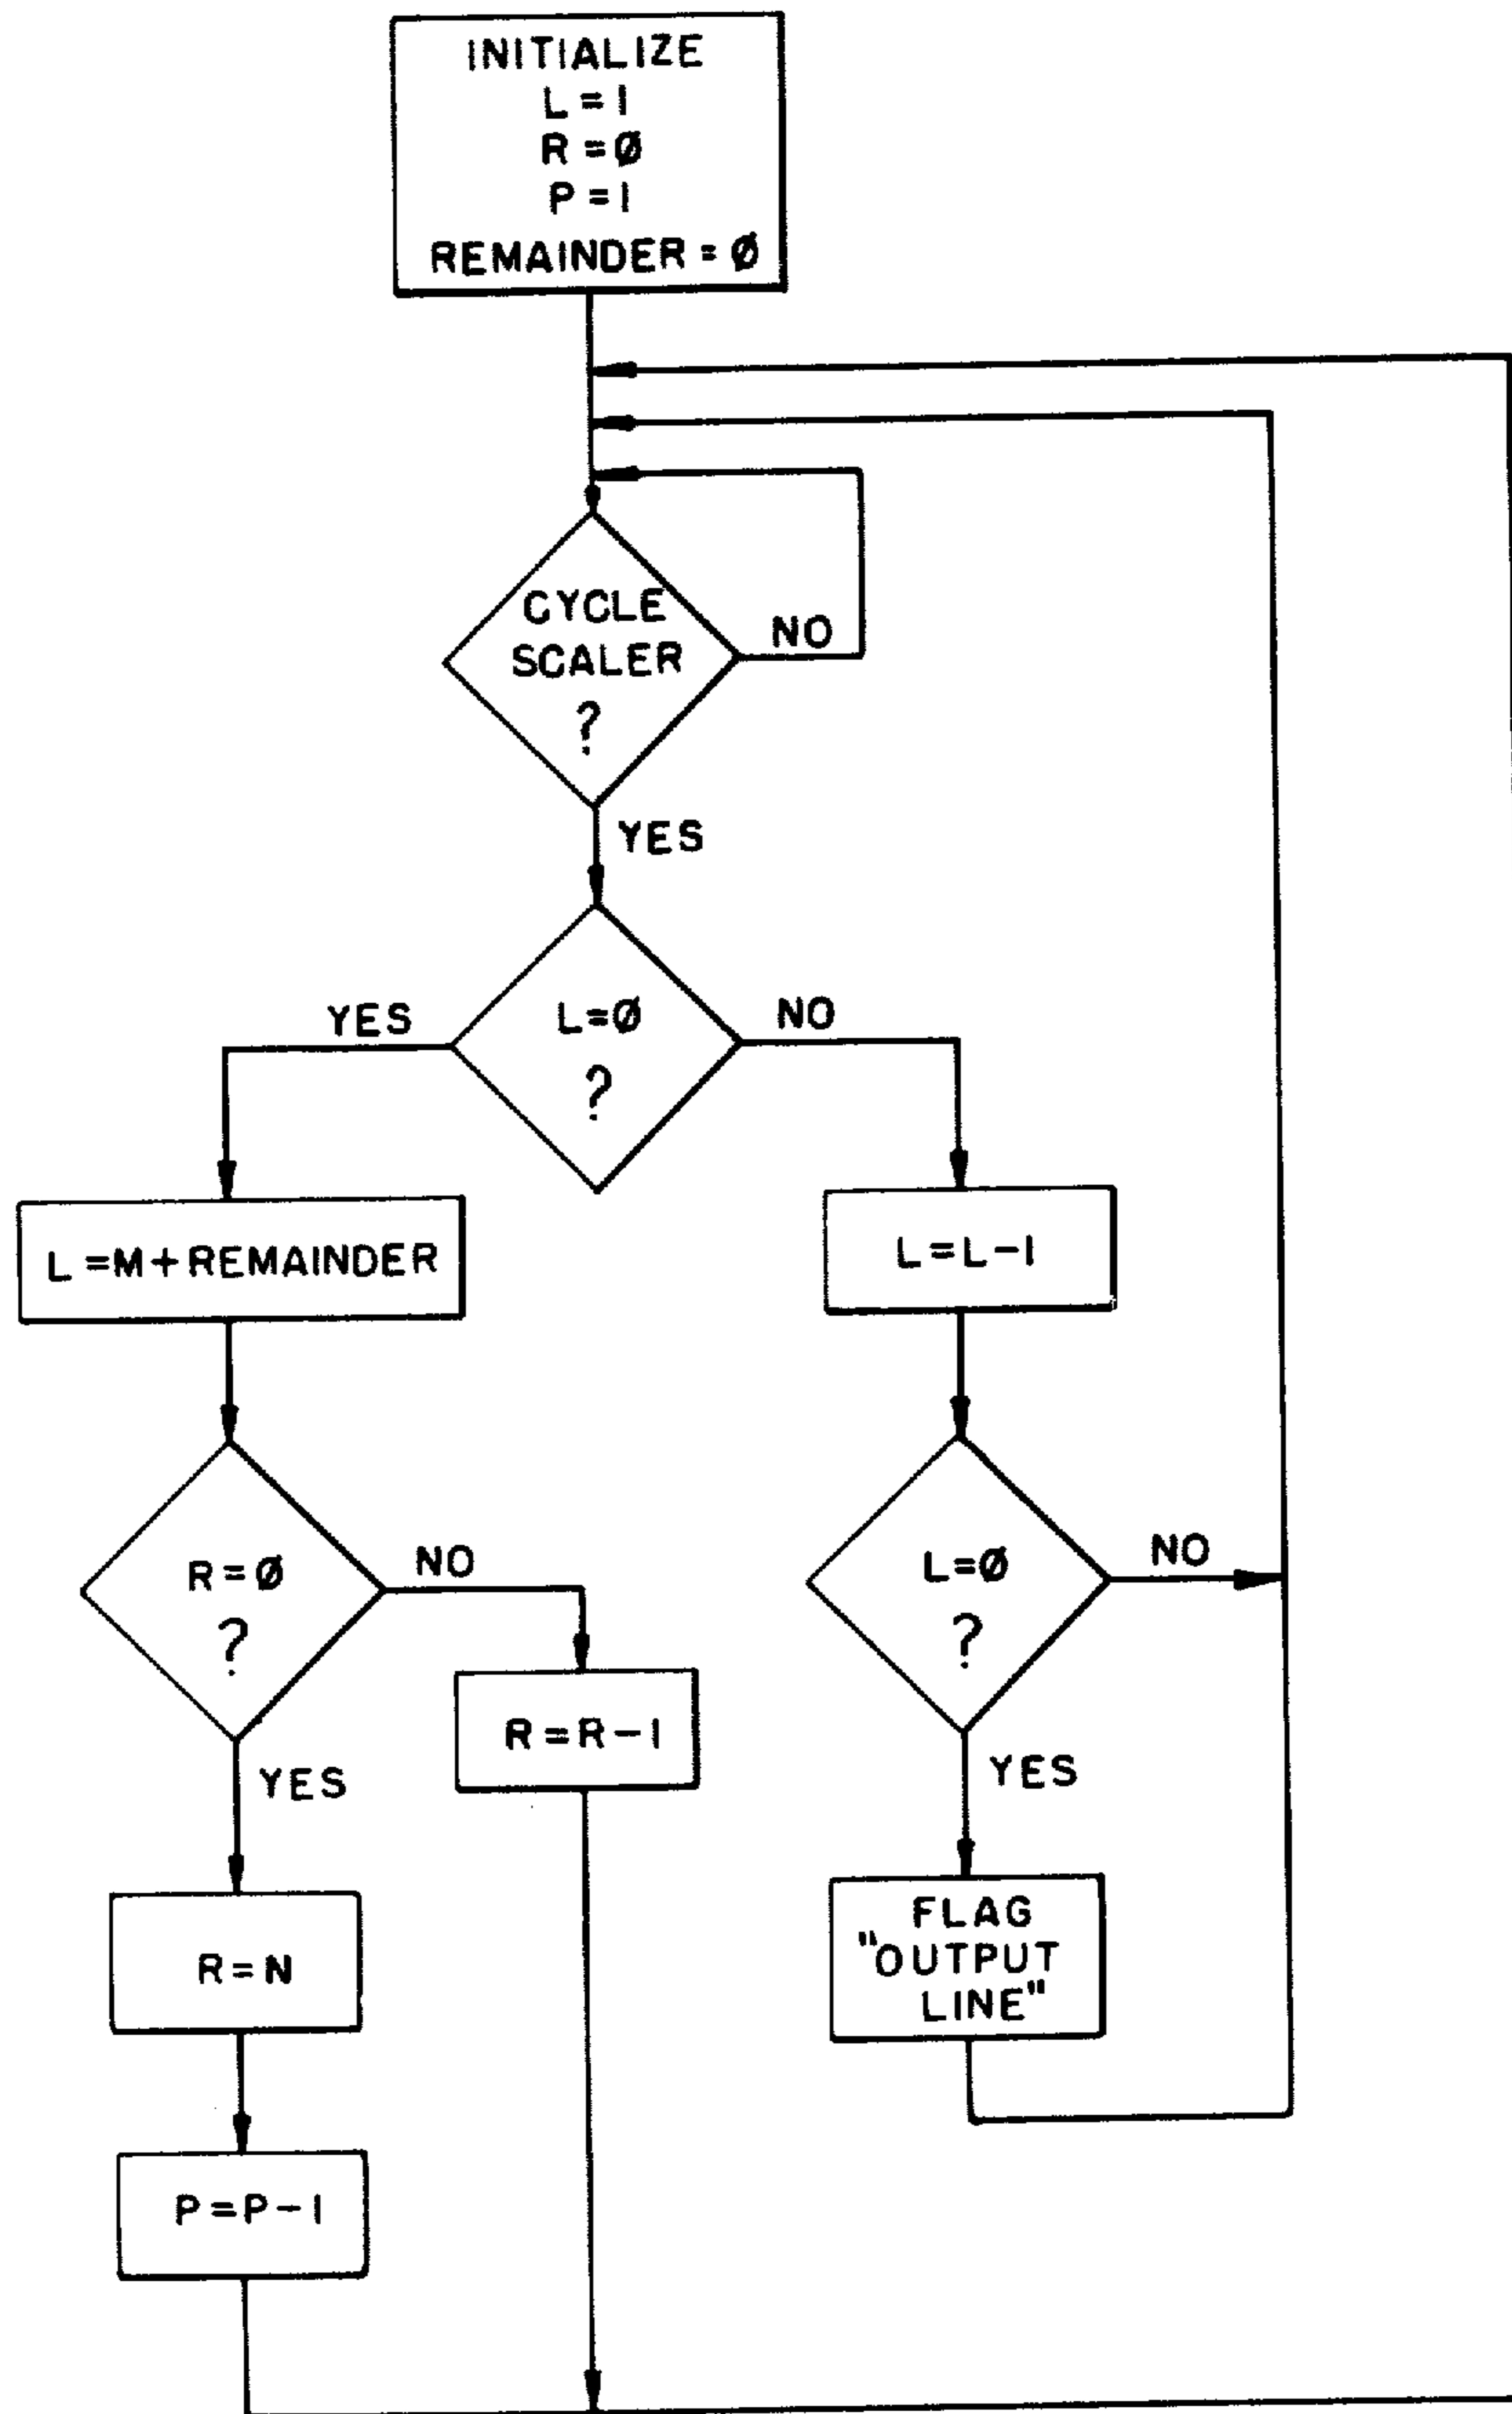 INITIALIZE
L = 1
R = Ø
P = 1
REMAINDER = Ø
CYCLE
SCALER
?
NO
YES
L=Ø
?
YES
NO
L =M+REMAINDER
L=L-1
R=Ø
?
NO
YES
L=Ø
?
NO
YES
R=R-1
R=N
FLAG
"OUTPUT
LINE"
P=P-1